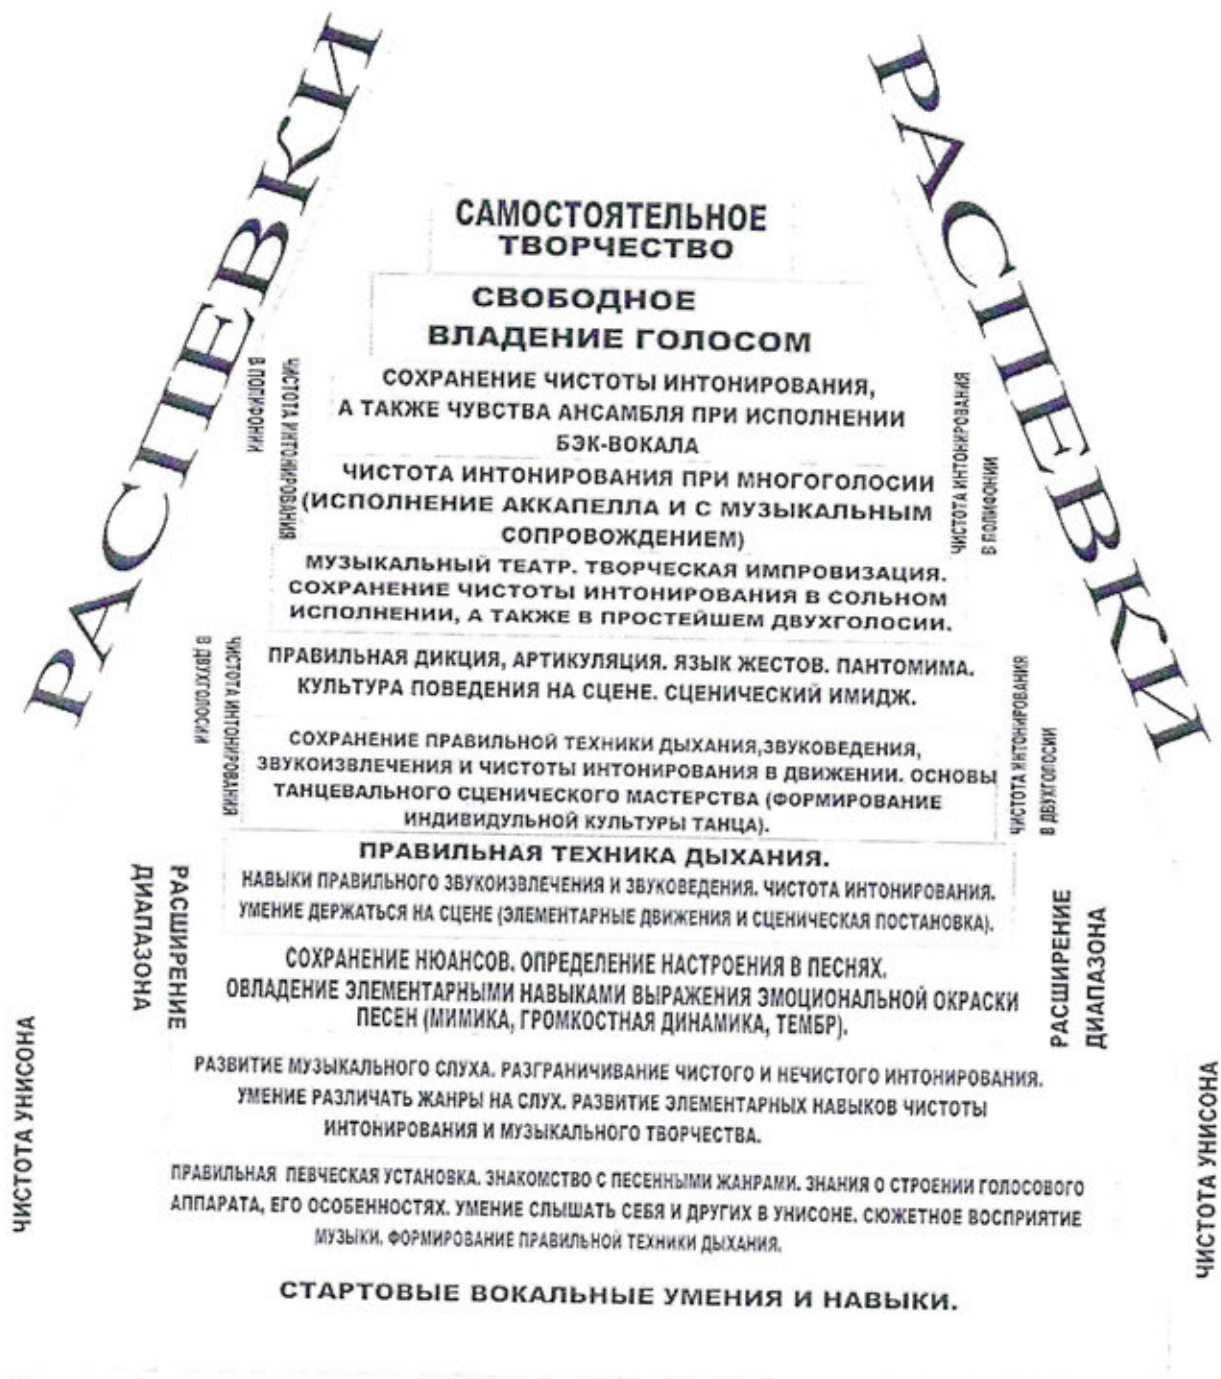 РАСПЕВКИ
РАСПЕВКИ
САМОСТОЯТЕЛЬНОЕ
ТВОРЧЕСТВО
СВОБОДНОЕ
ВЛАДЕНИЕ ГОЛОСОМ
СОХРАНЕНИЕ ЧИСТОТЫ ИНТОНИРОВАНИЯ,
А ТАКЖЕ ЧУВСТВА АНСАМБЛЯ ПРИ ИСПОЛНЕНИИ
БЭК-ВОКАЛА
ЧИСТОТА ИНТОНИРОВАНИЯ
В ПОЛИФОНИИ
ЧИСТОТА ИНТОНИРОВАНИЯ
В ПОЛИФОНИИ
ЧИСТОТА ИНТОНИРОВАНИЯ ПРИ МНОГОГОЛОСИИ
(ИСПОЛНЕНИЕ АККАПЕЛЛА И С МУЗЫКАЛЬНЫМ
СОПРОВОЖДЕНИЕМ)
МУЗЫКАЛЬНЫЙ ТЕАТР. ТВОРЧЕСКАЯ ИМПРОВИЗАЦИЯ.
СОХРАНЕНИЕ ЧИСТОТЫ ИНТОНИРОВАНИЯ В СОЛЬНОМ
ИСПОЛНЕНИИ, А ТАКЖЕ В ПРОСТЕЙШЕМ ДВУХГОЛОСИИ.
ПРАВИЛЬНАЯ ДИКЦИЯ, АРТИКУЛЯЦИЯ. ЯЗЫК ЖЕСТОВ. ПАНТОМИМА.
КУЛЬТУРА ПОВЕДЕНИЯ НА СЦЕНЕ. СЦЕНИЧЕСКИЙ ИМИДЖ.
ЧИСТОТА ИНТОНИРОВАНИЯ
В ДВУХГОЛОСИИ
ЧИСТОТА ИНТОНИРОВАНИЯ
В ДВУХГОЛОСИИ
СОХРАНЕНИЕ ПРАВИЛЬНОЙ ТЕХНИКИ ДЫХАНИЯ,ЗВУКОВЕДЕНИЯ,
ЗВУКОИЗВЛЕЧЕНИЯ И ЧИСТОТЫ ИНТОНИРОВАНИЯ В ДВИЖЕНИИ. ОСНОВЫ
ТАНЦЕВАЛЬНОГО СЦЕНИЧЕСКОГО МАСТЕРСТВА (ФОРМИРОВАНИЕ
ИНДИВИДУЛЬНОЙ КУЛЬТУРЫ ТАНЦА).
ПРАВИЛЬНАЯ ТЕХНИКА ДЫХАНИЯ.
НАВЫКИ ПРАВИЛЬНОГО ЗВУКОИЗВЛЕЧЕНИЯ И ЗВУКОВЕДЕНИЯ. ЧИСТОТА ИНТОНИРОВАНИЯ.
УМЕНИЕ ДЕРЖАТЬСЯ НА СЦЕНЕ (ЭЛЕМЕНТАРНЫЕ ДВИЖЕНИЯ И СЦЕНИЧЕСКАЯ ПОСТАНОВКА).
РАСШИРЕНИЕ
ДИАПАЗОНА
РАСШИРЕНИЕ
ДИАПАЗОНА
СОХРАНЕНИЕ НЮАНСОВ. ОПРЕДЕЛЕНИЕ НАСТРОЕНИЯ В ПЕСНЯХ.
ОВЛАДЕНИЕ ЭЛЕМЕНТАРНЫМИ НАВЫКАМИ ВЫРАЖЕНИЯ ЭМОЦИОНАЛЬНОЙ ОКРАСКИ
ПЕСЕН (МИМИКА, ГРОМКОСТНАЯ ДИНАМИКА, ТЕМБР).
РАЗВИТИЕ МУЗЫКАЛЬНОГО СЛУХА. РАЗГРАНИЧИВАНИЕ ЧИСТОГО И НЕЧИСТОГО ИНТОНИРОВАНИЯ.
УМЕНИЕ РАЗЛИЧАТЬ ЖАНРЫ НА СЛУХ. РАЗВИТИЕ ЭЛЕМЕНТАРНЫХ НАВЫКОВ ЧИСТОТЫ
ИНТОНИРОВАНИЯ И МУЗЫКАЛЬНОГО ТВОРЧЕСТВА.
ЧИСТОТА УНИСОНА
ЧИСТОТА УНИСОНА
ПРАВИЛЬНАЯ ПЕВЧЕСКАЯ УСТАНОВКА. ЗНАКОМСТВО С ПЕСЕННЫМИ ЖАНРАМИ. ЗНАНИЯ О СТРОЕНИИ ГОЛОСОВОГО
АППАРАТА, ЕГО ОСОБЕННОСТЯХ. УМЕНИЕ СЛЫШАТЬ СЕБЯ И ДРУГИХ В УНИСОНЕ. СЮЖЕТНОЕ ВОСПРИЯТИЕ
МУЗЫКИ. ФОРМИРОВАНИЕ ПРАВИЛЬНОЙ ТЕХНИКИ ДЫХАНИЯ.
СТАРТОВЫЕ ВОКАЛЬНЫЕ УМЕНИЯ И НАВЫКИ.